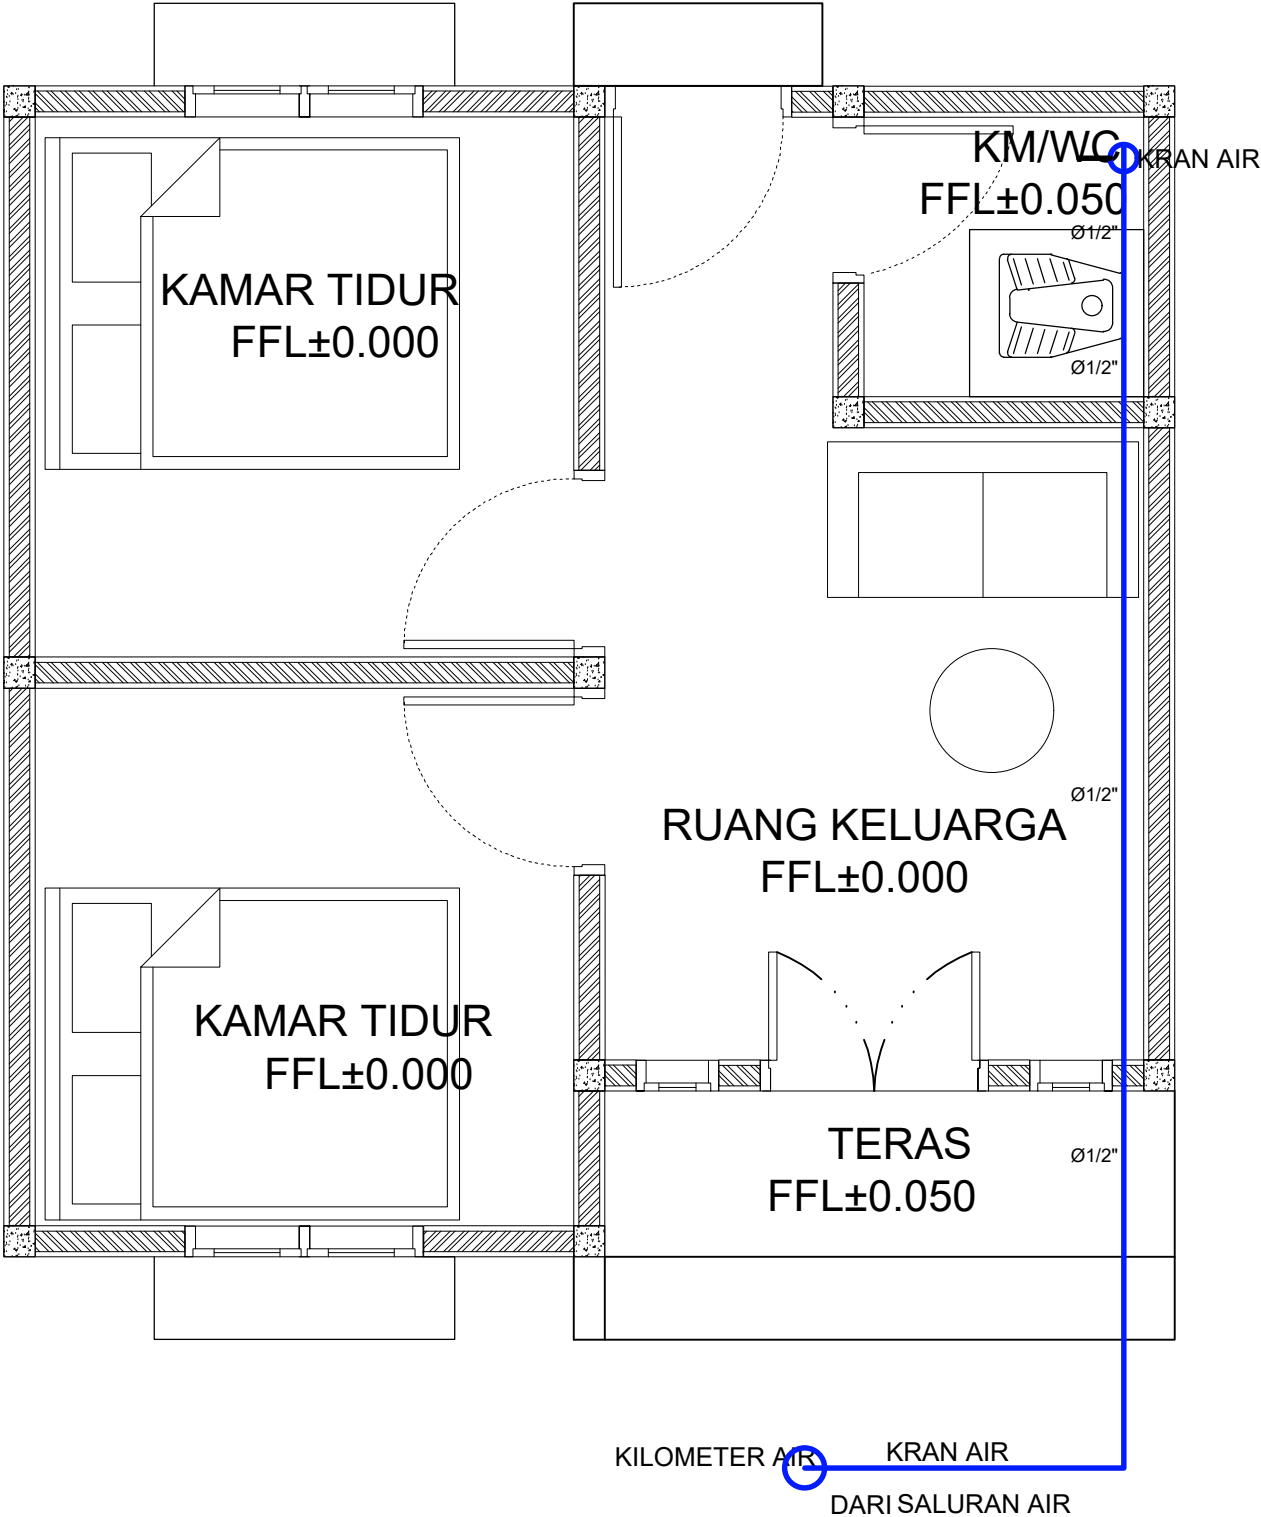 KM/WC
KRAN AIR
FFL±0.050
Ø1/2"
KAMAR TIDUR
FFL±0.000
Ø1/2"
Ø1/2"
RUANG KELUARGA
FFL±0.000
KAMAR TIDUR
FFL±0.000
TERAS
Ø1/2"
FFL±0.050
KILOMETER AIR
KRAN AIR
DARI SALURAN AIR